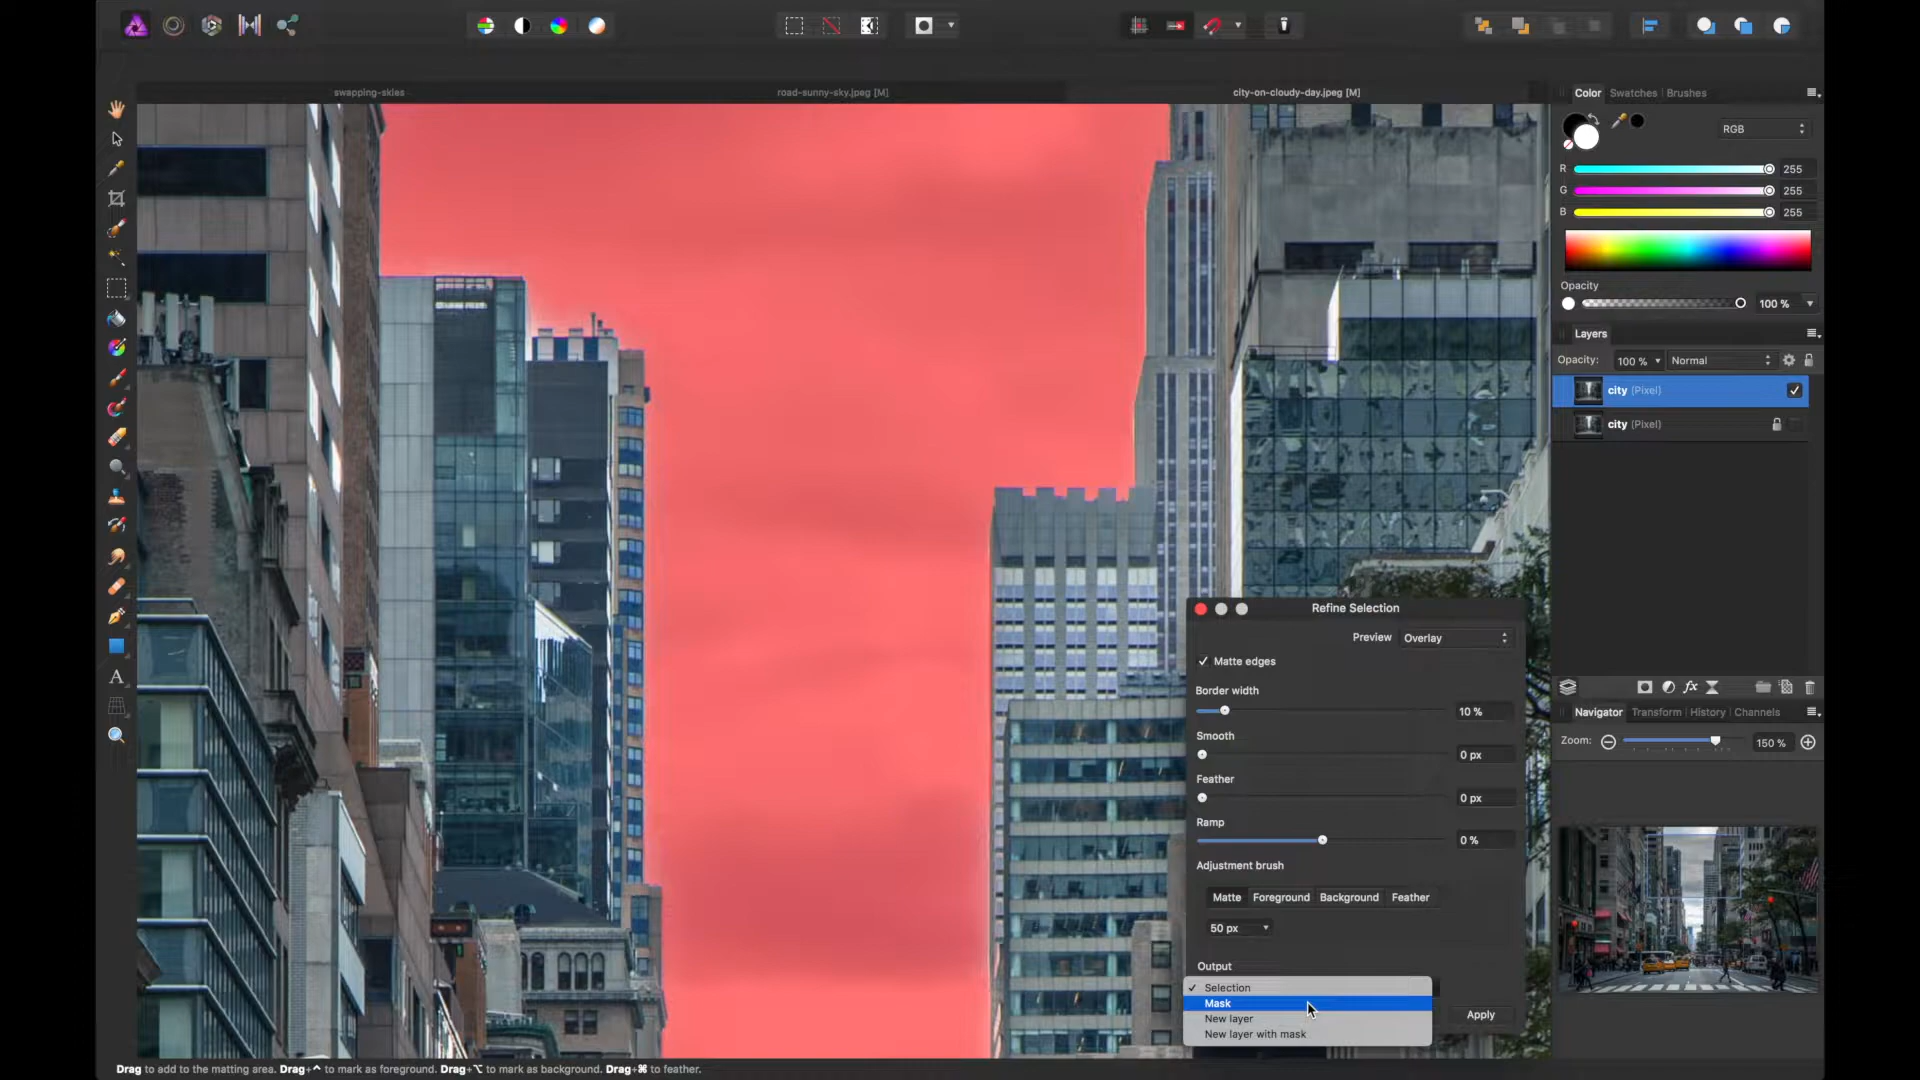 swapping-skies
road-sunny-sky.jpeg [M]
city-on-cloudy-day.jpeg [M]
Color Swatches Brushes
RGB
R 255
G 255
B 255
Opacity
100 %
Layers
Opacity: 100 % Normal
city (Pixel)
city (Pixel)
Navigator Transform History Channels
Zoom: 150 %
Refine Selection
Preview Overlay
Matte edges
Border width
10 %
Smooth
0 px
Feather
0 px
Ramp
0 %
Adjustment brush
Matte Foreground Background Feather
50 px
Output
Selection
Mask
New layer
New layer with mask
Apply
Drag to add to the matting area. Drag+⌃ to mark as foreground. Drag+⌥ to mark as background. Drag+⌘ to feather.